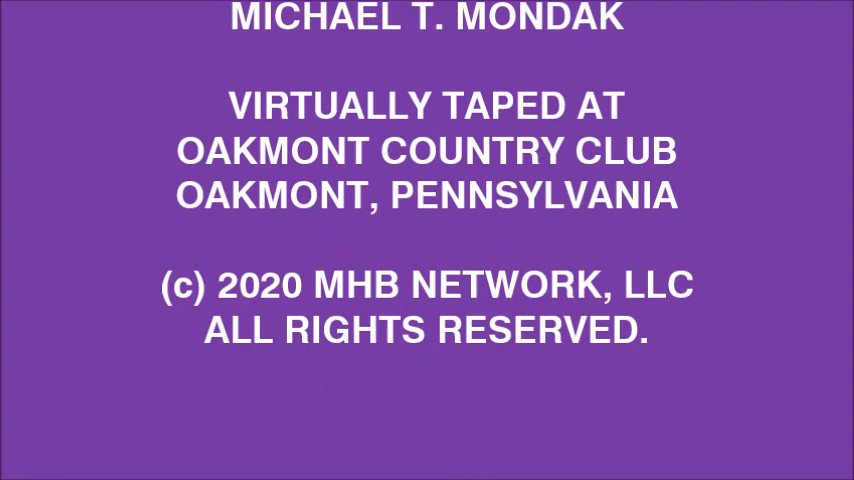 MICHAEL T. MONDAK
VIRTUALLY TAPED AT
OAKMONT COUNTRY CLUB
OAKMONT, PENNSYLVANIA
(c) 2020 MHB NETWORK, LLC
ALL RIGHTS RESERVED.